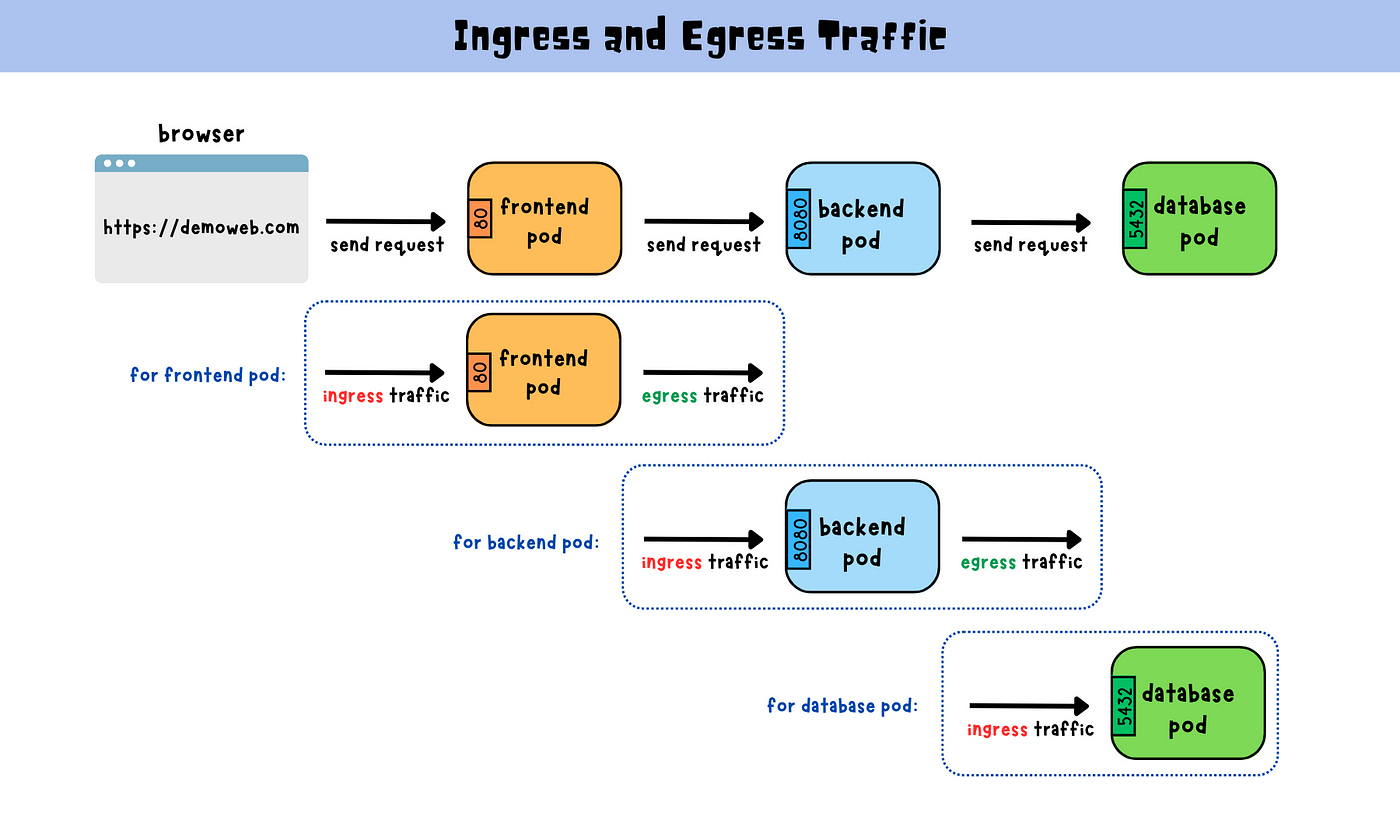 Ingress and Egress Traffic
browser
https://demoweb.com
send request
80
frontend
pod
send request
8080
backend
pod
send request
5432
database
pod
for frontend pod:
ingress traffic
80
frontend
pod
egress traffic
for backend pod:
ingress traffic
8080
backend
pod
egress traffic
for database pod:
ingress traffic
5432
database
pod